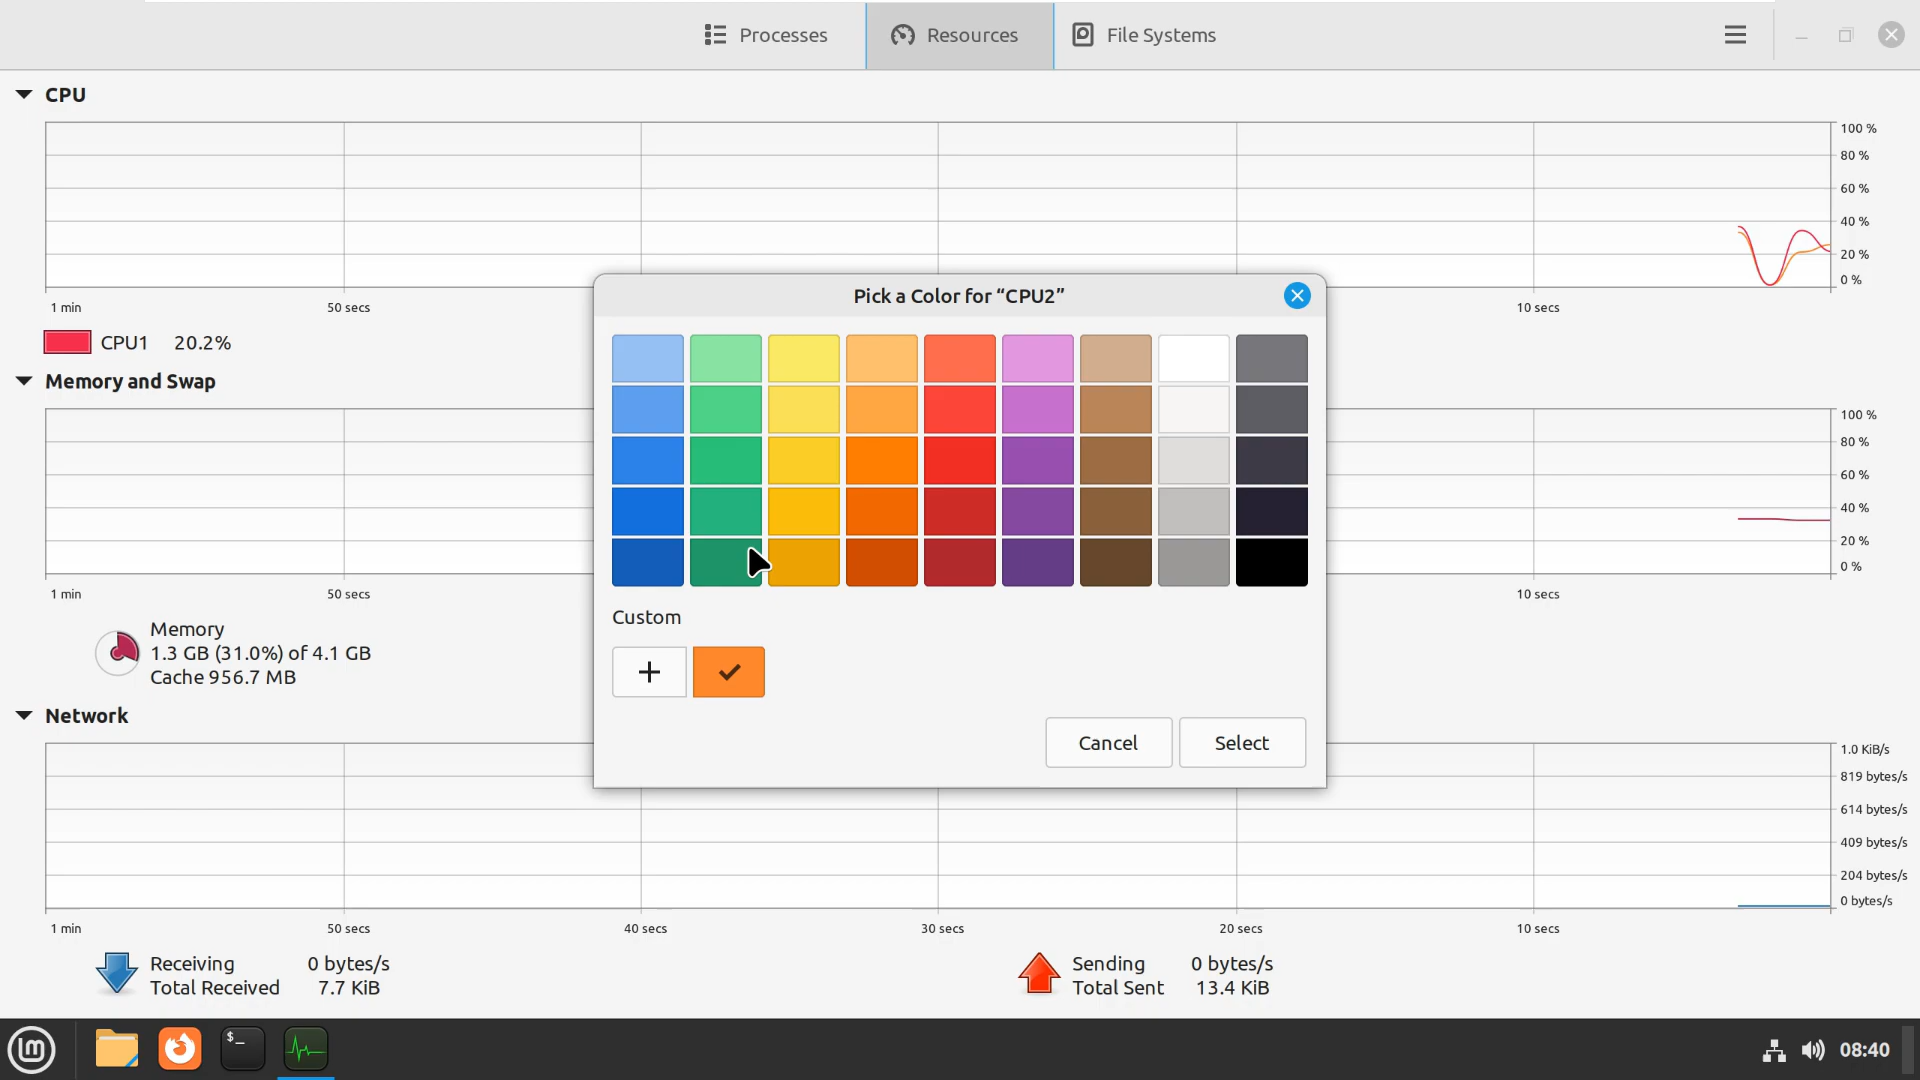 Processes
Resources
File Systems
CPU
100 %
80 %
60 %
40 %
20 %
0 %
1 min
50 secs
10 secs
CPU1 20.2%
Pick a Color for “CPU2”
Custom
Cancel
Select
Memory and Swap
100 %
80 %
60 %
40 %
20 %
0 %
1 min
50 secs
10 secs
Memory
1.3 GB (31.0%) of 4.1 GB
Cache 956.7 MB
Network
1.0 KiB/s
819 bytes/s
614 bytes/s
409 bytes/s
204 bytes/s
0 bytes/s
1 min
50 secs
40 secs
30 secs
20 secs
10 secs
Receiving 0 bytes/s
Total Received 7.7 KiB
Sending 0 bytes/s
Total Sent 13.4 KiB
$_
08:40